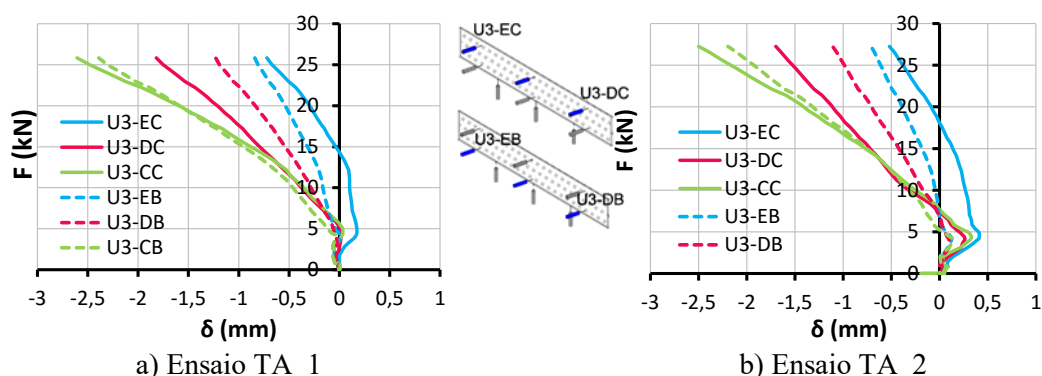 30
25
20
15
10
5
0
F (kN)
U3-EC
U3-DC
U3-CC
U3-EB
U3-DB
U3-CB
-3 -2,5 -2 -1,5 -1 -0,5 0 0,5 1
δ (mm)
a) Ensaio TA_1
U3-EC
U3-DC
U3-EB
U3-DB
30
25
20
15
10
5
0
F (kN)
U3-EC
U3-DC
U3-CC
U3-EB
U3-DB
-3 -2,5 -2 -1,5 -1 -0,5 0 0,5 1
δ (mm)
b) Ensaio TA_2